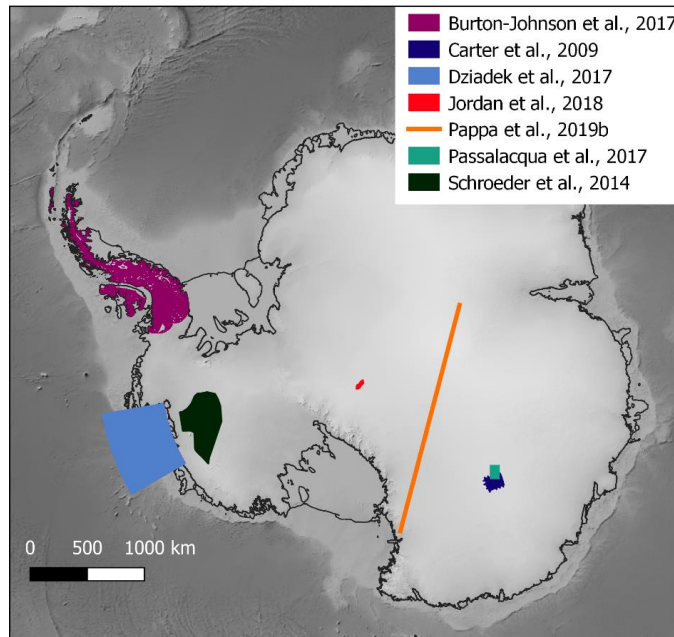 Burton-Johnson et al., 2017
Carter et al., 2009
Dziadek et al., 2017
Jordan et al., 2018
Pappa et al., 2019b
Passalacqua et al., 2017
Schroeder et al., 2014
0 500 1000 km